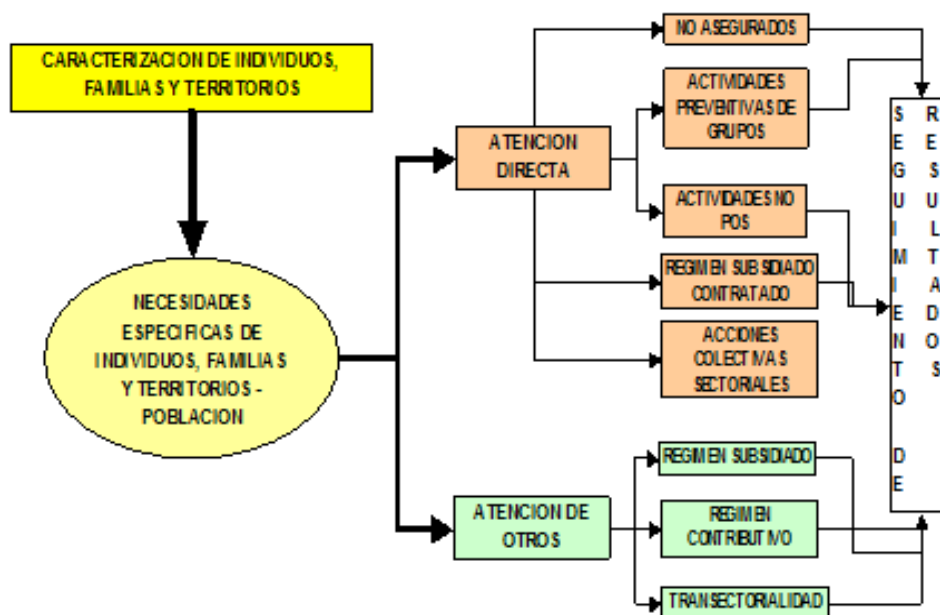 CARACTERIZACION DE INDIVIDUOS,
FAMILIAS Y TERRITORIOS
NECESIDADES
ESPECIFICAS DE
INDIVIDUOS, FAMILIAS
Y TERRITORIOS -
POBLACION
ATENCION
DIRECTA
NO ASEGURADOS
ACTIVIDADES
PREVENTIVAS DE
GRUPOS
ACTIVIDADES NO
POS
REGIMEN SUBSIDIADO
CONTRATADO
ACCIONES
COLECTIVAS
SECTORIALES
ATENCION DE
OTROS
REGIMEN SUBSIDIADO
REGIMEN
CONTRIBUTIVO
TRANSECTORIALIDAD
SEGUIMIENTO DE
RESULTADOS